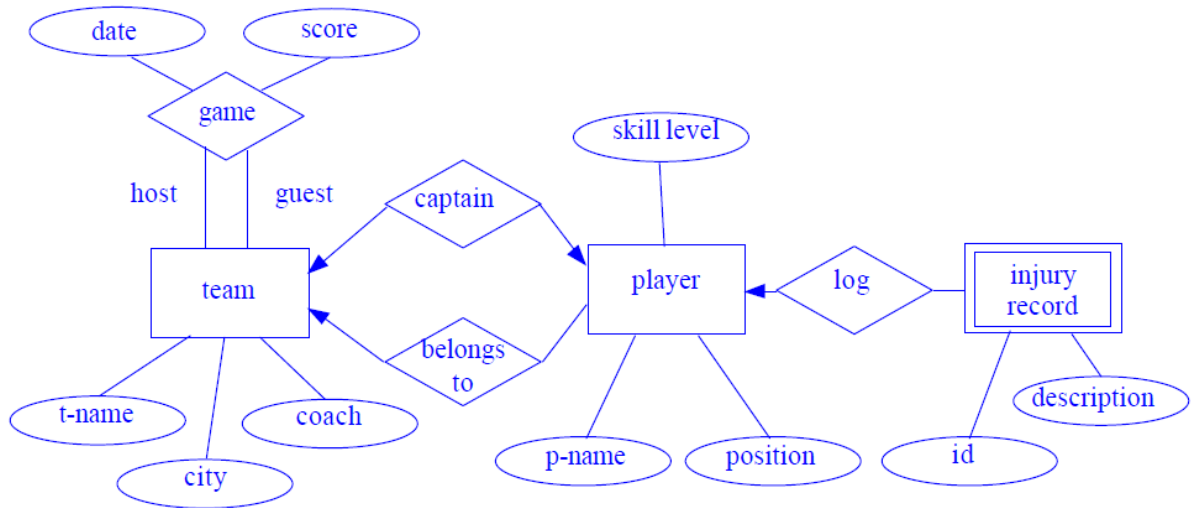 date
score
game
skill level
host
guest
captain
team
player
log
injury
record
belongs
to
t-name
coach
city
p-name
position
id
description